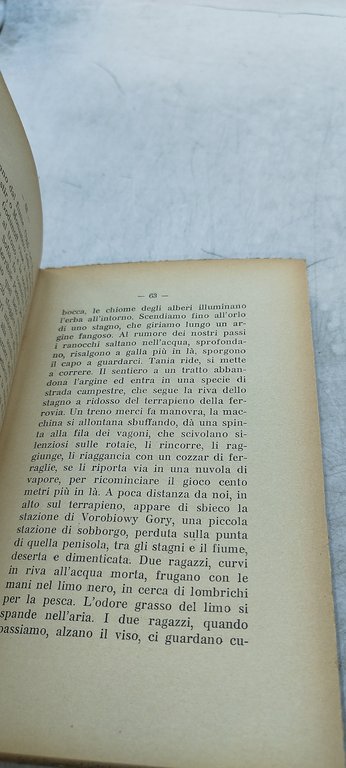 — 63 —
bocca, le chiome degli alberi illuminano
l'erba all'intorno. Scendiamo fino all'orlo
di uno stagno, che giriamo lungo un ar-
gine fangoso. Al rumore dei nostri passi
i ranocchi saltano nell'acqua, sprofonda-
no, risalgono a galla più in là, sporgono
il capo a guardarci. Tania ride, si mette
a correre. Il sentiero a un tratto abban-
dona l'argine ed entra in una specie di
strada campestre, che segue la riva dello
stagno a ridosso del terrapieno della fer-
rovia. Un treno merci fa manovra, la mac-
china si allontana sbuffando, dà una spin-
ta alla fila dei vagoni, che scivolano si-
lenziosi sulle rotaie, li rincorre, li rag-
giunge, li riaggancia con un cozzar di fer-
raglie, se li riporta via in una nuvola di
vapore, per ricominciare il gioco cento
metri più in là. A poca distanza da noi, in
alto sul terrapieno, appare di sbieco la
stazione di Vorobiowy Gory, una piccola
stazione di sobborgo, perduta sulla punta
di quella penisola, tra gli stagni e il fiume,
deserta e dimenticata. Due ragazzi, curvi
in riva all'acqua morta, frugano con le
mani nel limo nero, in cerca di lombrichi
per la pesca. L'odore grasso del limo si
spande nell'aria. I due ragazzi, quando
passiamo, alzano il viso, ci guardano cu-